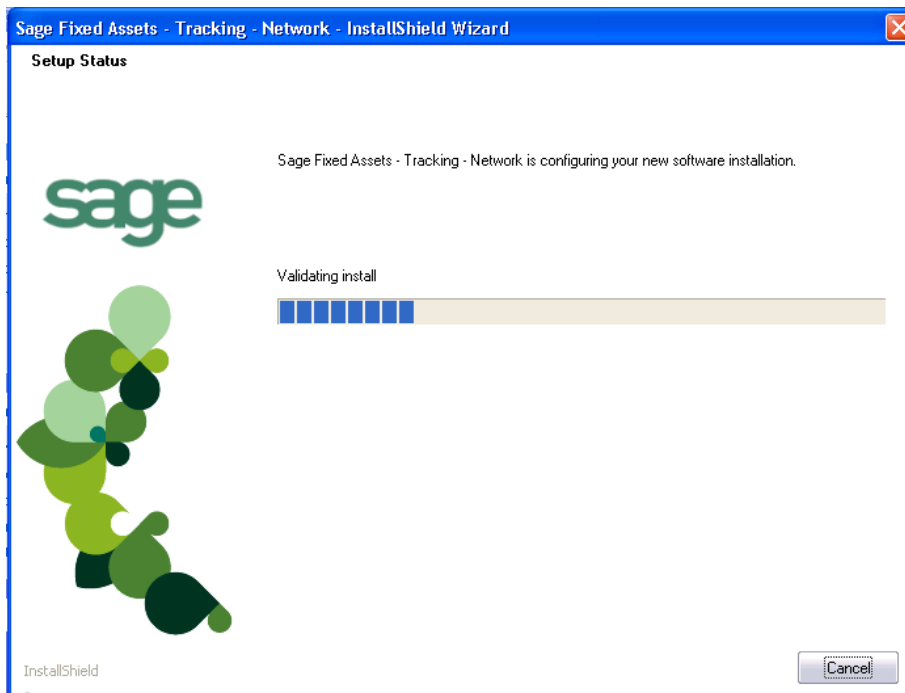 Sage Fixed Assets - Tracking - Network - InstallShield Wizard
Setup Status
Sage Fixed Assets - Tracking - Network is configuring your new software installation.
sage
Validating install
InstallShield
Cancel